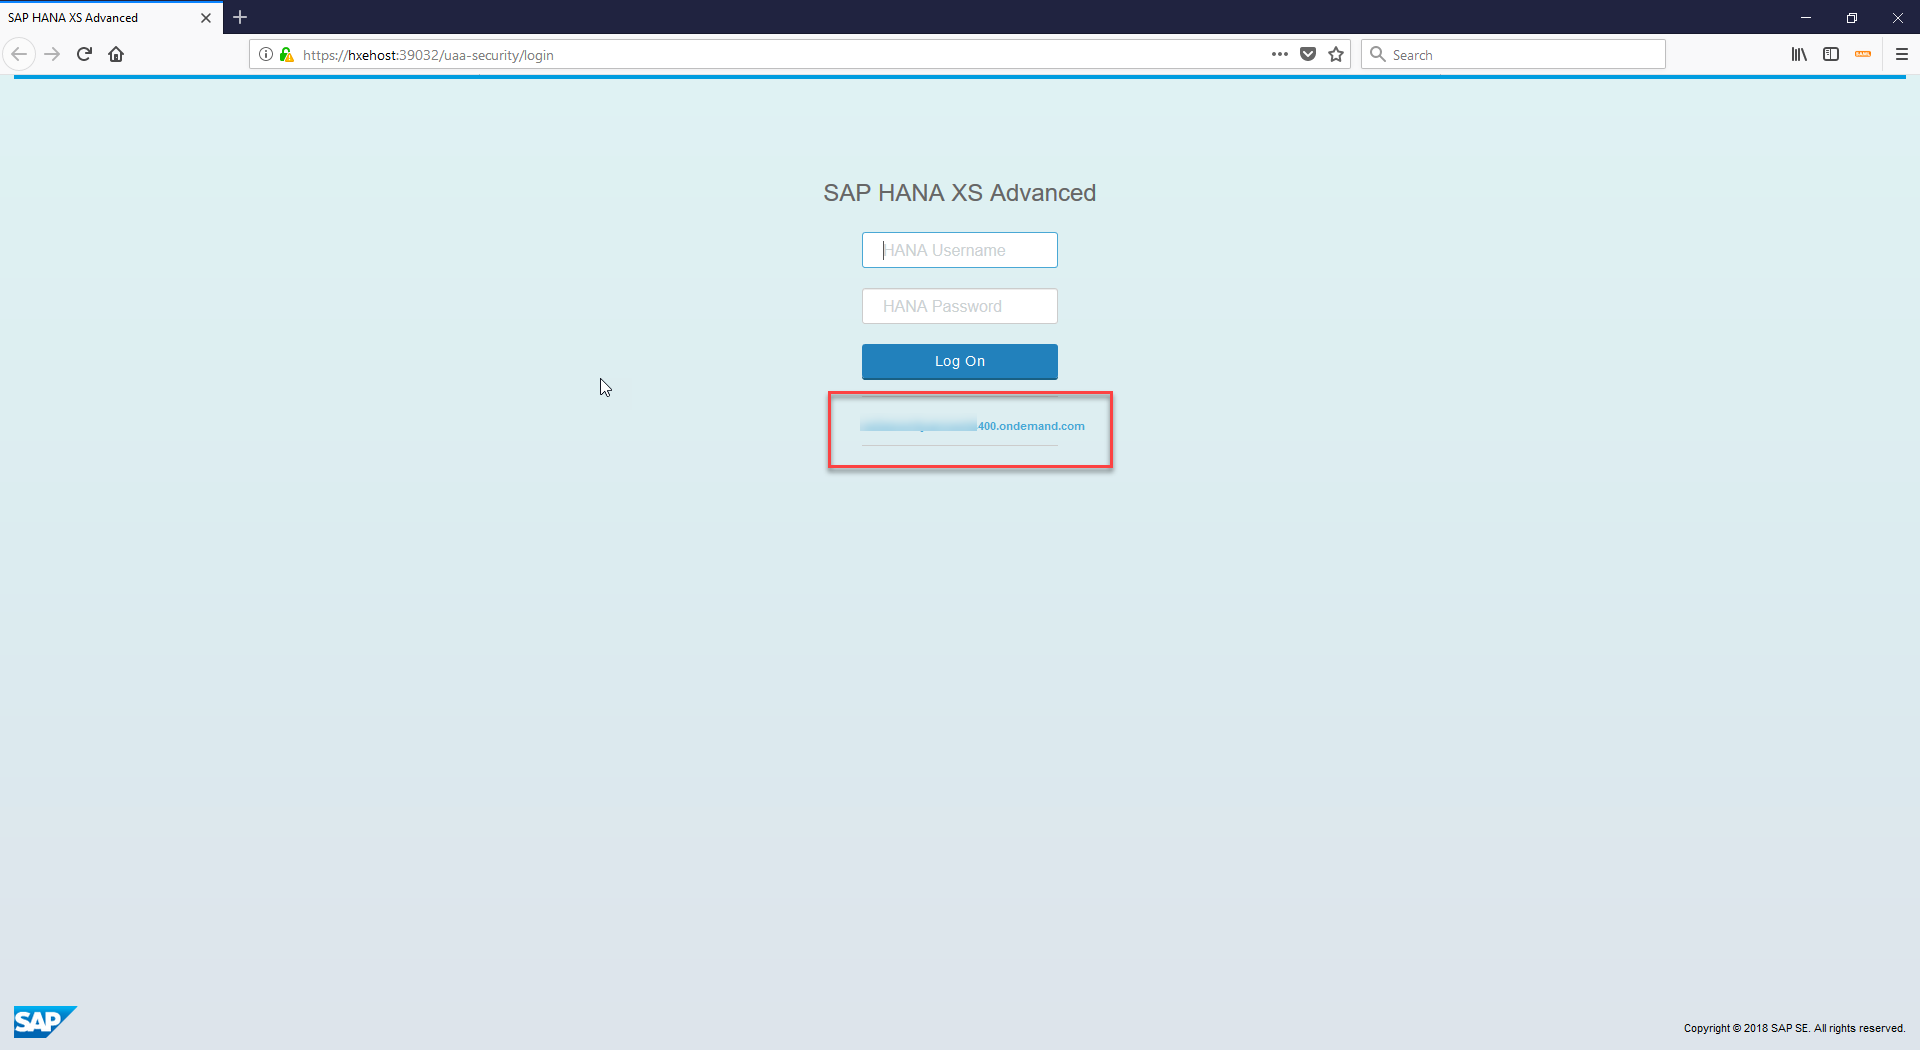 SAP HANA XS Advanced
https://hxehost:39032/uaa-security/login
Search
SAML
SAP HANA XS Advanced
HANA Username
HANA Password
Log On
400.ondemand.com
SAP
Copyright © 2018 SAP SE. All rights reserved.